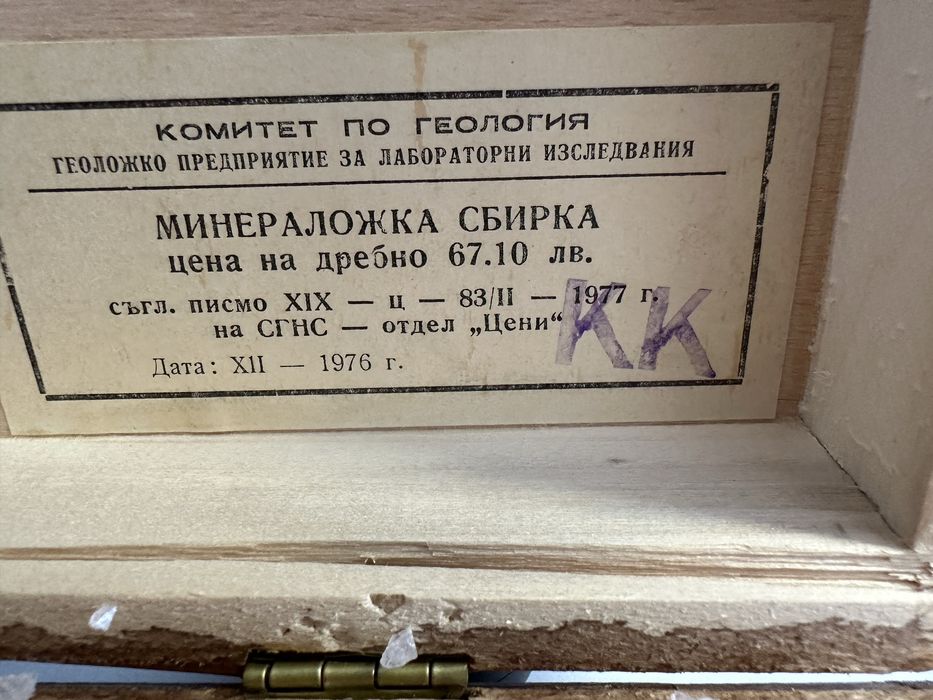 КОМИТЕТ ПО ГЕОЛОГИЯ
ГЕОЛОЖКО ПРЕДПРИЯТИЕ ЗА ЛАБОРАТОРНИ ИЗСЛЕДВАНИЯ
МИНЕРАЛОЖКА СБИРКА
цена на дребно 67.10 лв.
съгл. писмо XIX — ц — 83/II — 1977 г.
на СГНС — отдел „Цени“
КК
Дата: XII — 1976 г.